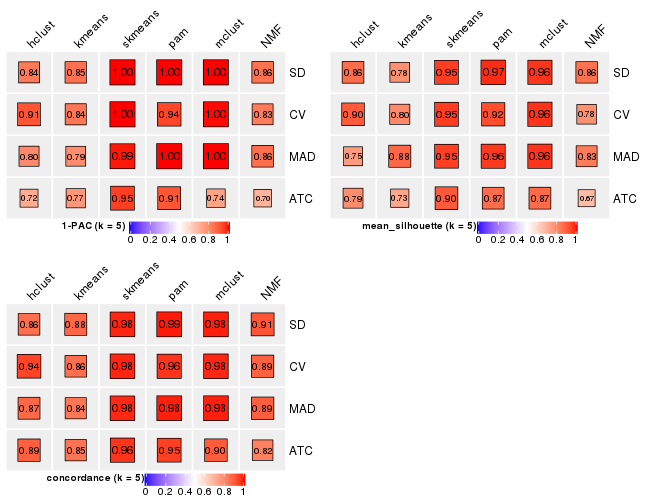 hclust kmeans skmeans pam mclust NMF
0.84 0.85 1.00 1.00 1.00 0.86 SD
0.91 0.84 1.00 0.94 1.00 0.83 CV
0.80 0.79 0.99 1.00 1.00 0.86 MAD
0.72 0.77 0.95 0.91 0.74 0.70 ATC
1-PAC (k = 5)
0 0.2 0.4 0.6 0.8 1
hclust kmeans skmeans pam mclust NMF
0.86 0.78 0.95 0.97 0.96 0.86 SD
0.90 0.80 0.95 0.92 0.96 0.78 CV
0.75 0.88 0.95 0.96 0.96 0.83 MAD
0.79 0.73 0.90 0.87 0.87 0.67 ATC
mean_silhouette (k = 5)
0 0.2 0.4 0.6 0.8 1
hclust kmeans skmeans pam mclust NMF
0.86 0.88 0.98 0.99 0.98 0.91 SD
0.94 0.86 0.98 0.96 0.98 0.89 CV
0.87 0.84 0.98 0.98 0.98 0.89 MAD
0.89 0.85 0.96 0.95 0.90 0.82 ATC
concordance (k = 5)
0 0.2 0.4 0.6 0.8 1